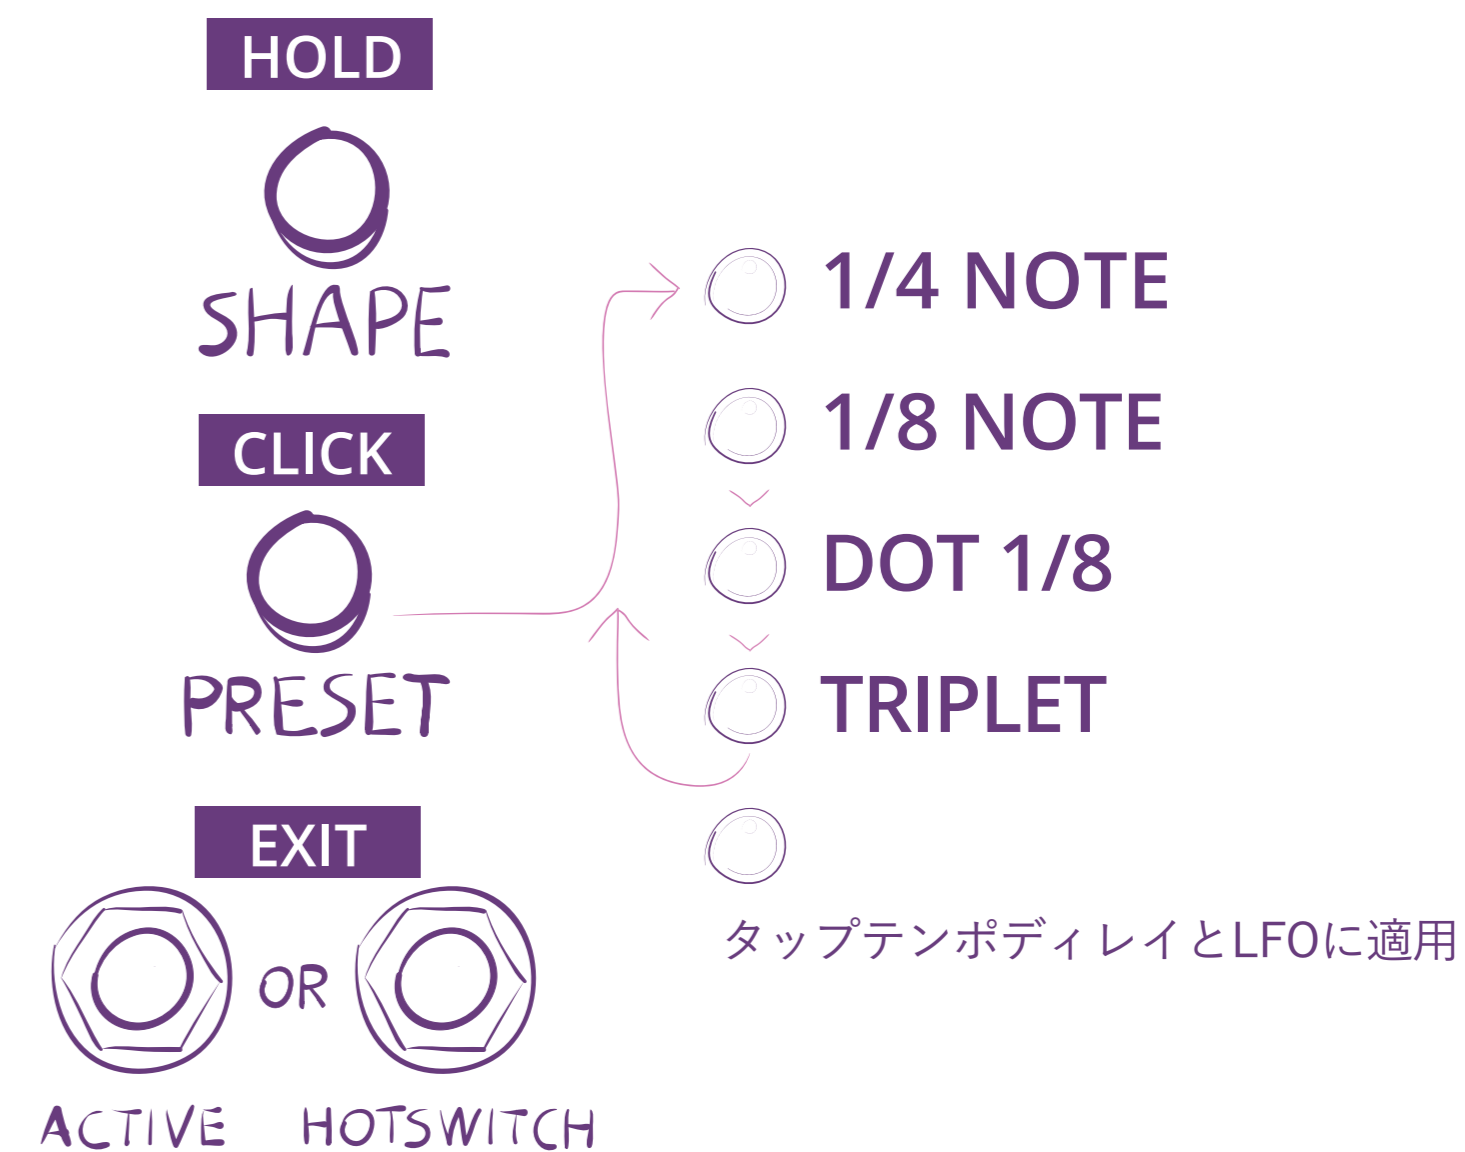 HOLD
SHAPE
CLICK
PRESET
EXIT
OR
ACTIVE
HOTSWITCH
1/4 NOTE
1/8 NOTE
DOT 1/8
TRIPLET
タップテンポディレイとLFOに適用